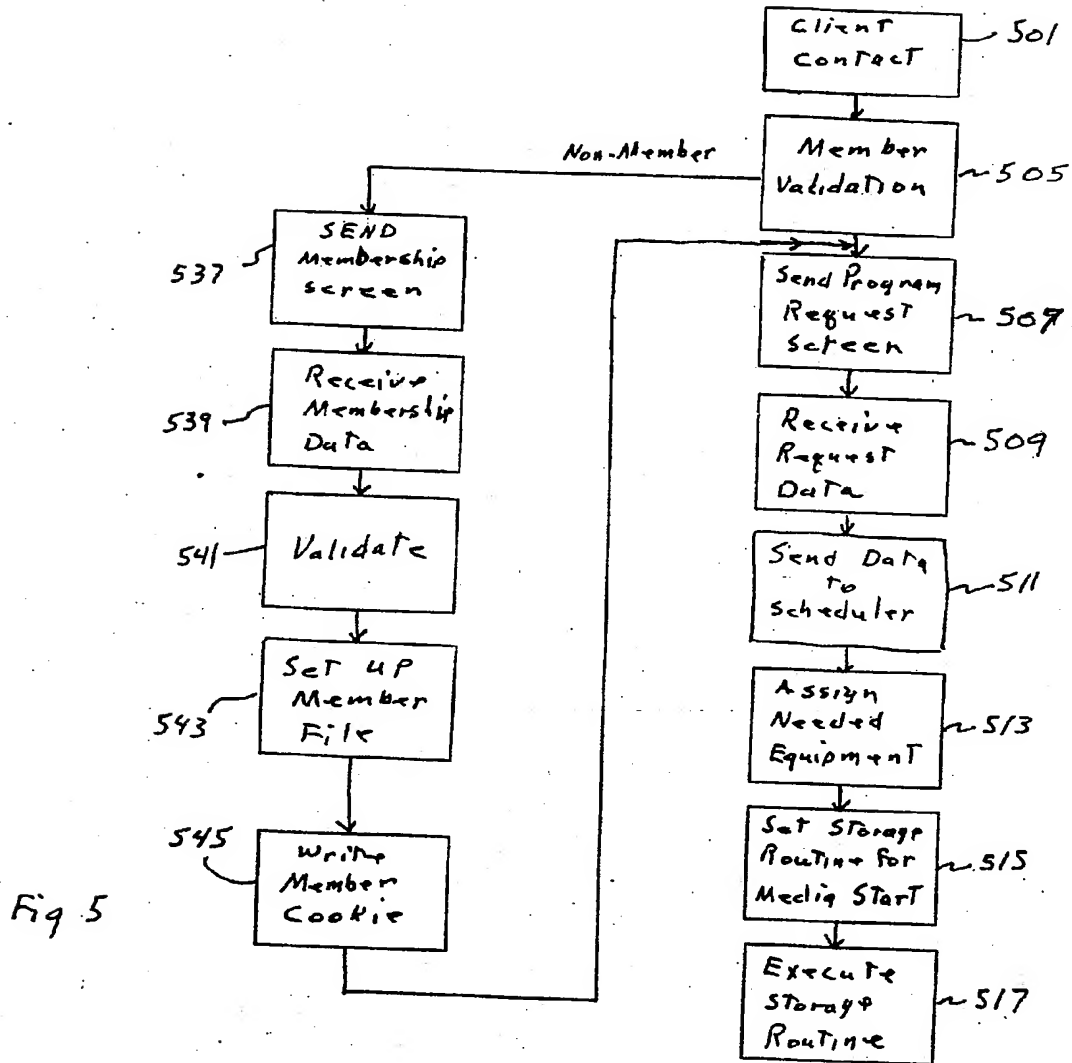 Client
Contact
501
Member
Validation
505
Non-Member
SEND
Membership
Screen
537
Send Program
Request
Screen
507
Receive
Membership
Data
539
Receive
Request
Data
509
Validate
541
Send Data
to
Scheduler
511
Set up
Member
File
543
Assign
Needed
Equipment
513
Write
Member
Cookie
545
Set Storage
Routine for
Media Start
515
Execute
Storage
Routine
517
Fig 5